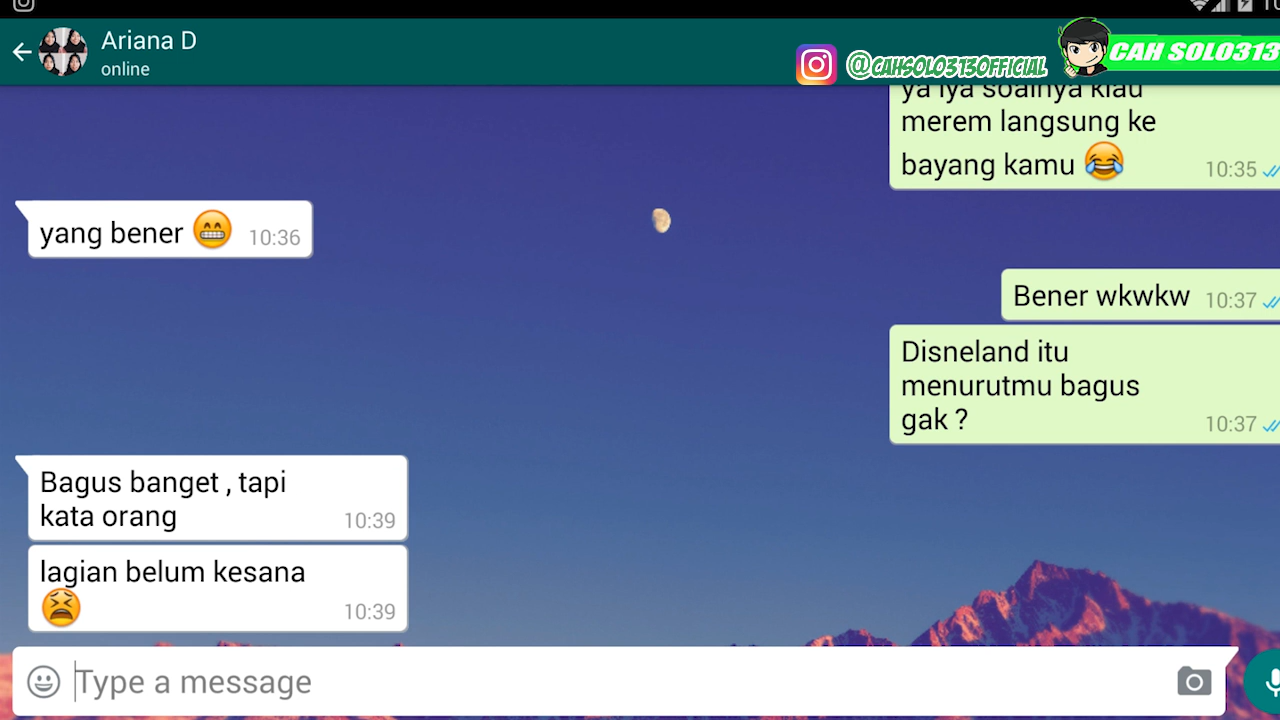 Ariana D
online
@CAHSOLO313OFFICIAL
CAH SOLO313
ya iya soalnya klau
merem langsung ke
bayang kamu 😂 10:35
yang bener 😁 10:36
Bener wkwkw 10:37
Disneland itu
menurutmu bagus
gak ? 10:37
Bagus banget , tapi
kata orang 10:39
lagian belum kesana
😫 10:39
Type a message